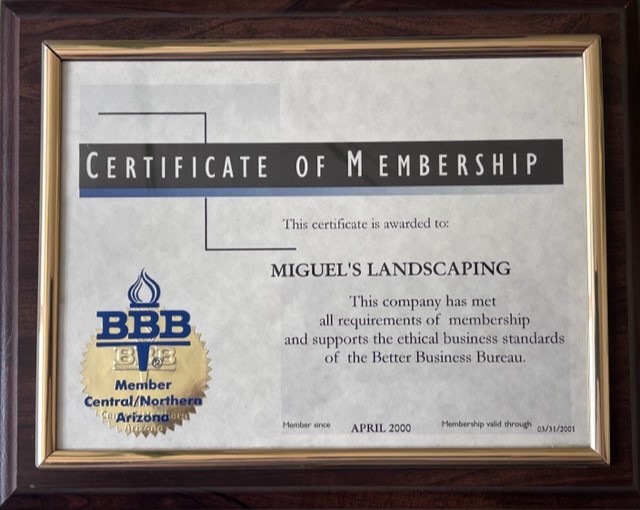 CERTIFICATE OF MEMBERSHIP
This certificate is awarded to:
MIGUEL'S LANDSCAPING
This company has met
all requirements of membership
and supports the ethical business standards
of the Better Business Bureau.
BBB
BBB
®
Member
Central/Northern
Arizona
Arizona
Member since APRIL 2000 Membership valid through 03/31/2001